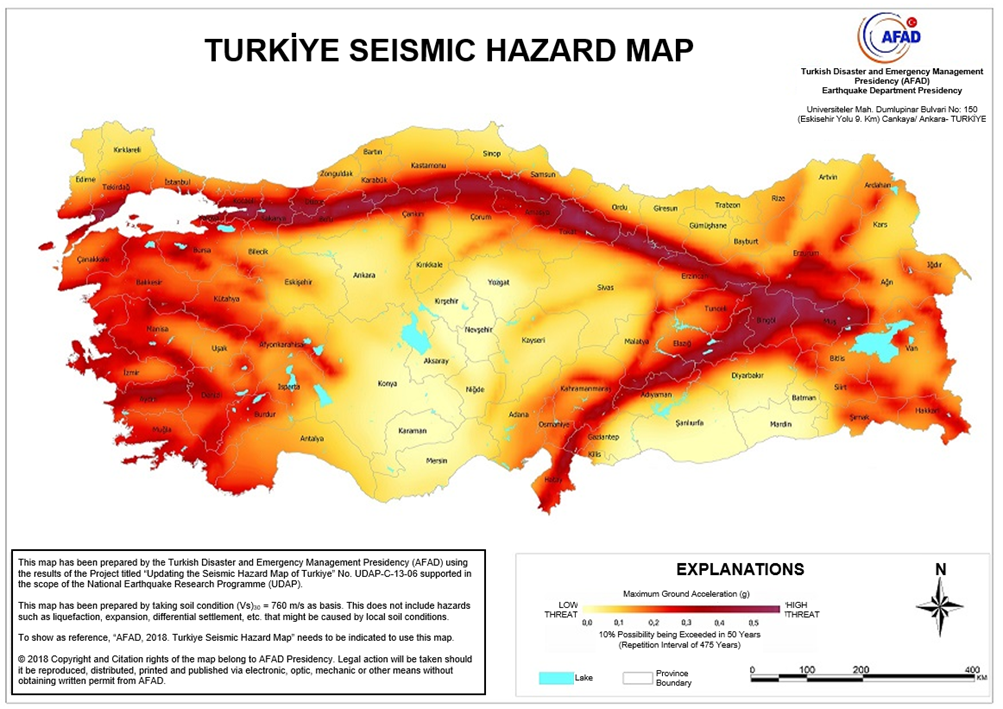 TURKİYE SEISMIC HAZARD MAP
AFAD
Turkish Disaster and Emergency Management
Presidency (AFAD)
Earthquake Department Presidency
Universiteler Mah. Dumlupinar Bulvari No: 150
(Eskisehir Yolu 9. Km) Cankaya/ Ankara- TURKİYE
Kırklareli
Edirne
Tekirdağ
İstanbul
Zonguldak
Bartın
Karabük
Kastamonu
Sinop
Samsun
Ordu
Giresun
Trabzon
Rize
Artvin
Ardahan
Kars
Gümüşhane
Bayburt
Erzurum
Iğdır
Ağrı
Çanakkale
Balıkesir
Bursa
Bilecik
Sakarya
Eskişehir
Kütahya
Ankara
Çankırı
Çorum
Amasya
Tokat
Kırıkkale
Yozgat
Sivas
Erzincan
Tunceli
Bingöl
Muş
Bitlis
Van
Manisa
Uşak
Afyonkarahisar
Kırşehir
Nevşehir
Kayseri
Malatya
Elazığ
Diyarbakır
Siirt
Batman
Hakkari
Şırnak
İzmir
Aydın
Denizli
Isparta
Burdur
Muğla
Antalya
Konya
Aksaray
Niğde
Karaman
Mersin
Adana
Kahramanmaraş
Osmaniye
Gaziantep
Kilis
Hatay
Adıyaman
Şanlıurfa
Mardin
This map has been prepared by the Turkish Disaster and Emergency Management Presidency (AFAD) using
the results of the Project titled “Updating the Seismic Hazard Map of Turkiye” No. UDAP-C-13-06 supported in
the scope of the National Earthquake Research Programme (UDAP).
This map has been prepared by taking soil condition (Vs)30 = 760 m/s as basis. This does not include hazards
such as liquefaction, expansion, differential settlement, etc. that might be caused by local soil conditions.
To show as reference, “AFAD, 2018. Turkiye Seismic Hazard Map” needs to be indicated to use this map.
© 2018 Copyright and Citation rights of the map belong to AFAD Presidency. Legal action will be taken should
it be reproduced, distributed, printed and published via electronic, optic, mechanic or other means without
obtaining written permit from AFAD.
EXPLANATIONS
Maximum Ground Acceleration (g)
LOW
THREAT
'HIGH
'THREAT
0,0 0,1 0,2 0,3 0,4 0,5
10% Possibility being Exceeded in 50 Years
(Repetition Interval of 475 Years)
Lake
Province
Boundary
N
0 100 200 400
KM